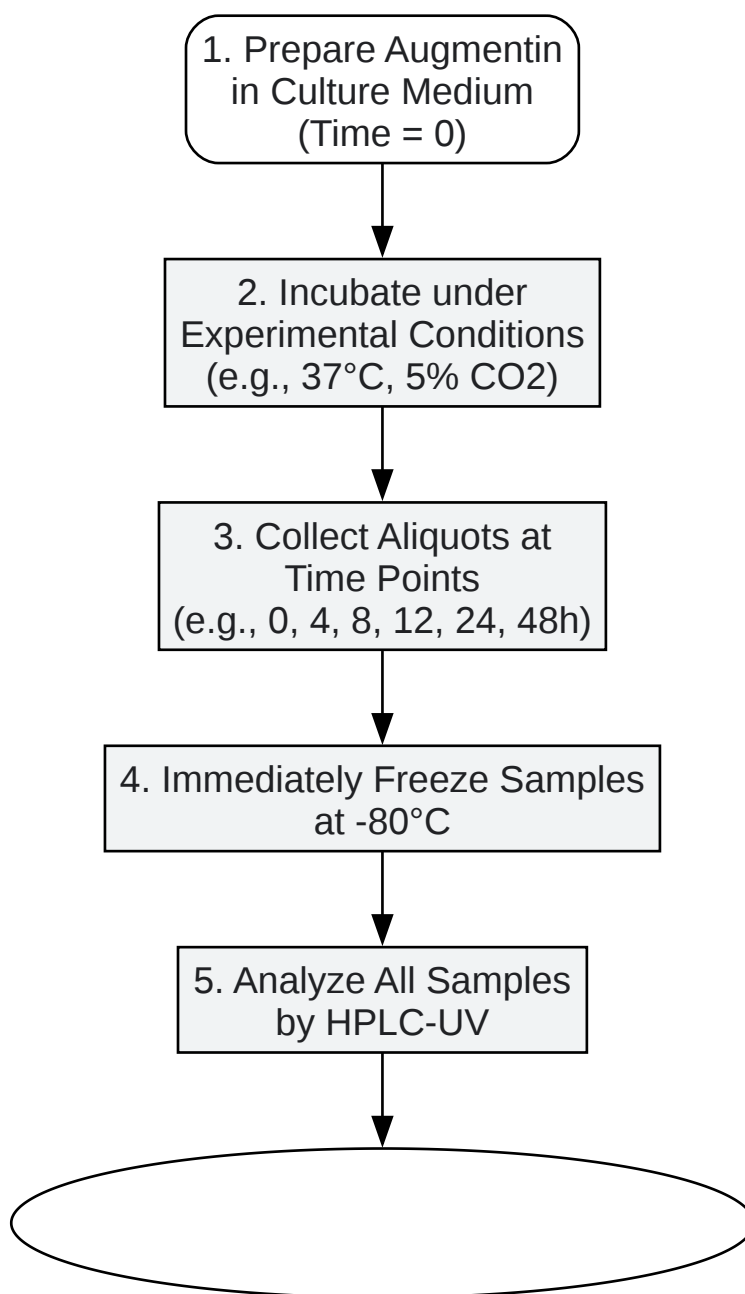 1. Prepare Augmentin
in Culture Medium
(Time = 0)
2. Incubate under
Experimental Conditions
(e.g., 37°C, 5% CO2)
3. Collect Aliquots at
Time Points
(e.g., 0, 4, 8, 12, 24, 48h)
4. Immediately Freeze Samples
at -80°C
5. Analyze All Samples
by HPLC-UV